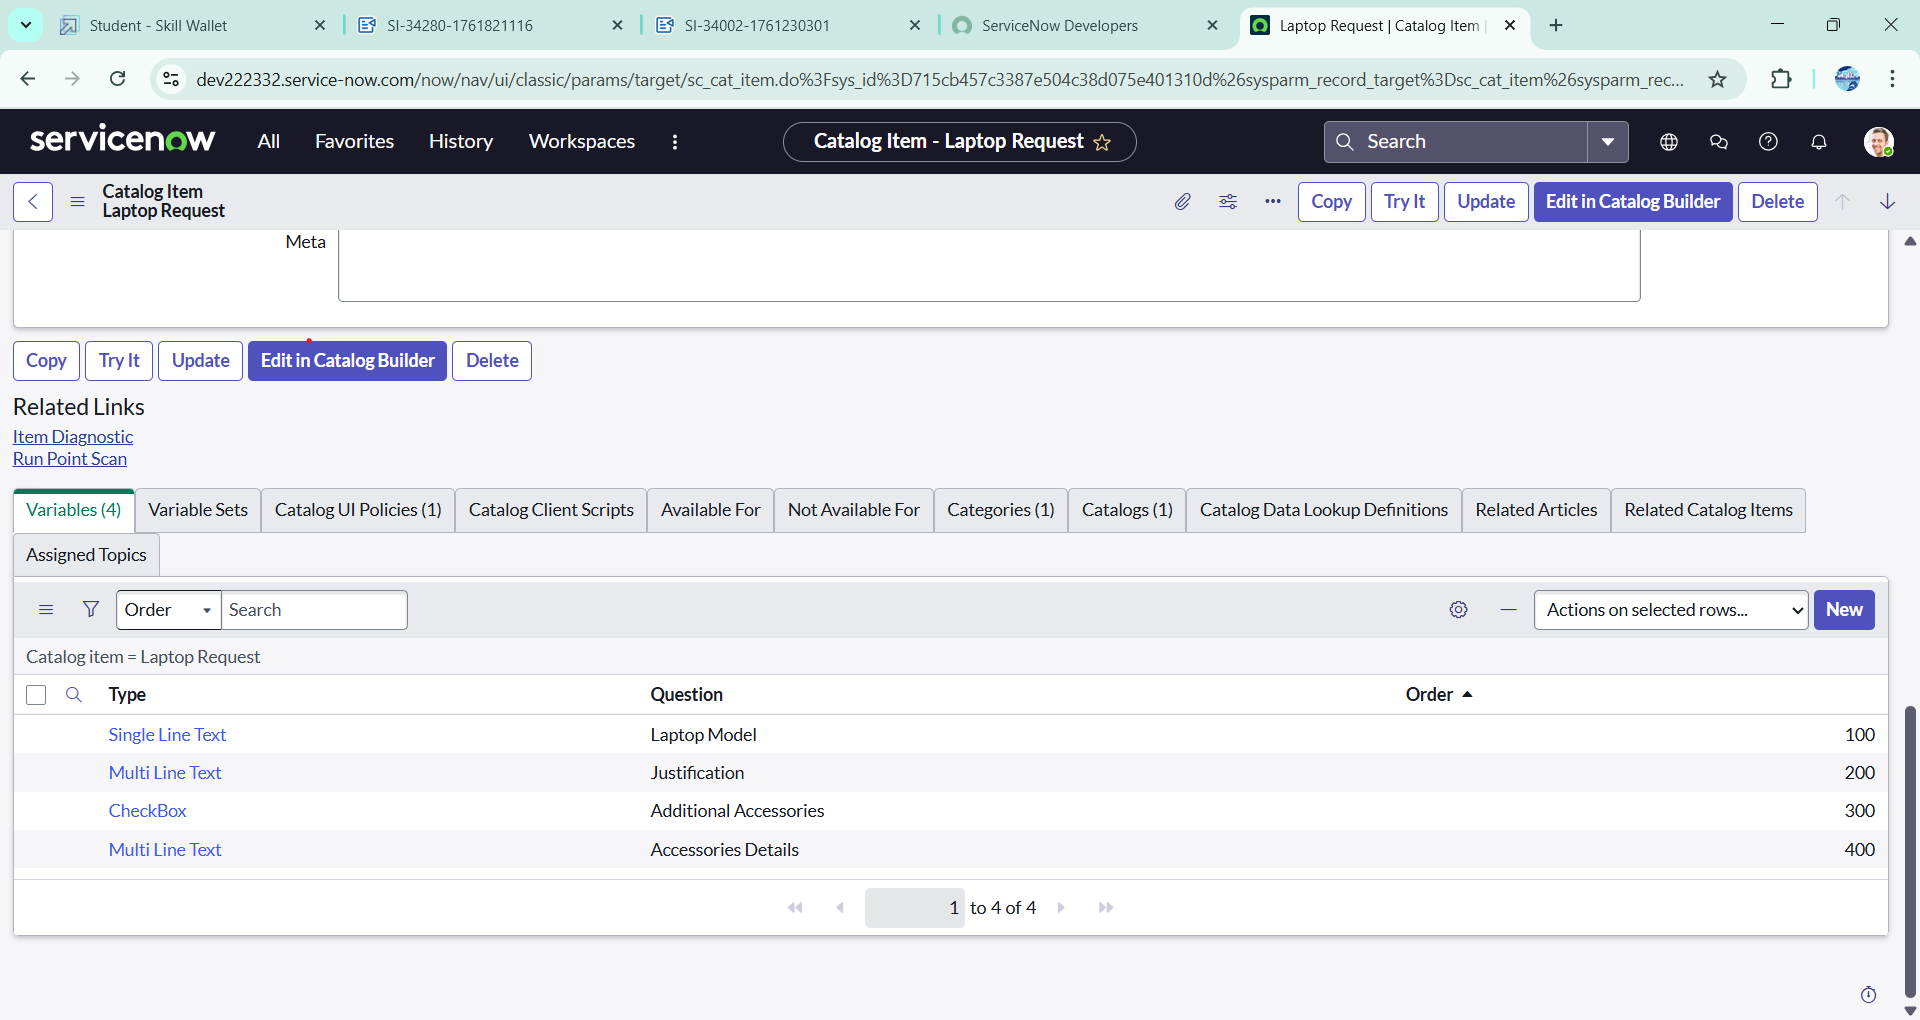 Student - Skill Wallet
SI-34280-1761821116
SI-34002-1761230301
ServiceNow Developers
Laptop Request | Catalog Item |
dev222332.service-now.com/now/nav/ui/classic/params/target/sc_cat_item.do%3Fsys_id%3D715cb457c3387e504c38d075e401310d%26sysparm_record_target%3Dsc_cat_item%26sysparm_rec...
servicenow All Favorites History Workspaces Catalog Item - Laptop Request Search
Catalog Item
Laptop Request
Copy Try It Update Edit in Catalog Builder Delete
Meta
Copy Try It Update Edit in Catalog Builder Delete
Related Links
Item Diagnostic
Run Point Scan
Variables (4) Variable Sets Catalog UI Policies (1) Catalog Client Scripts Available For Not Available For Categories (1) Catalogs (1) Catalog Data Lookup Definitions Related Articles Related Catalog Items
Assigned Topics
Order Search Actions on selected rows... New
Catalog item = Laptop Request
Type Question Order
Single Line Text Laptop Model 100
Multi Line Text Justification 200
CheckBox Additional Accessories 300
Multi Line Text Accessories Details 400
1 to 4 of 4